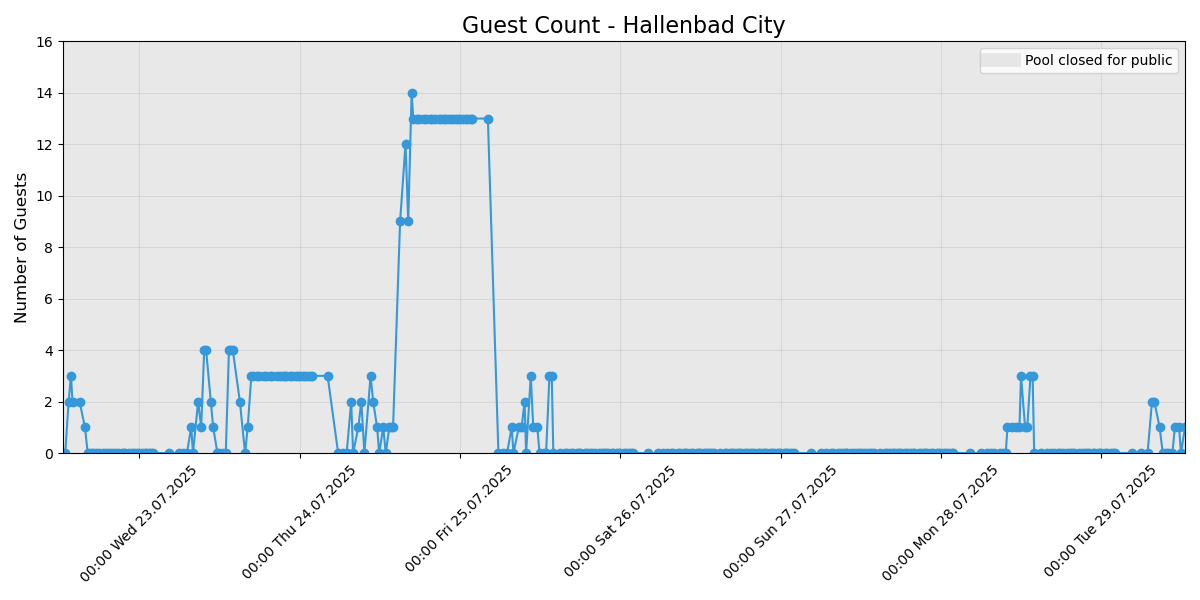 Guest Count - Hallenbad City
Pool closed for public
Number of Guests
16
14
12
10
8
6
4
2
0
00:00 Wed 23.07.2025
00:00 Thu 24.07.2025
00:00 Fri 25.07.2025
00:00 Sat 26.07.2025
00:00 Sun 27.07.2025
00:00 Mon 28.07.2025
00:00 Tue 29.07.2025